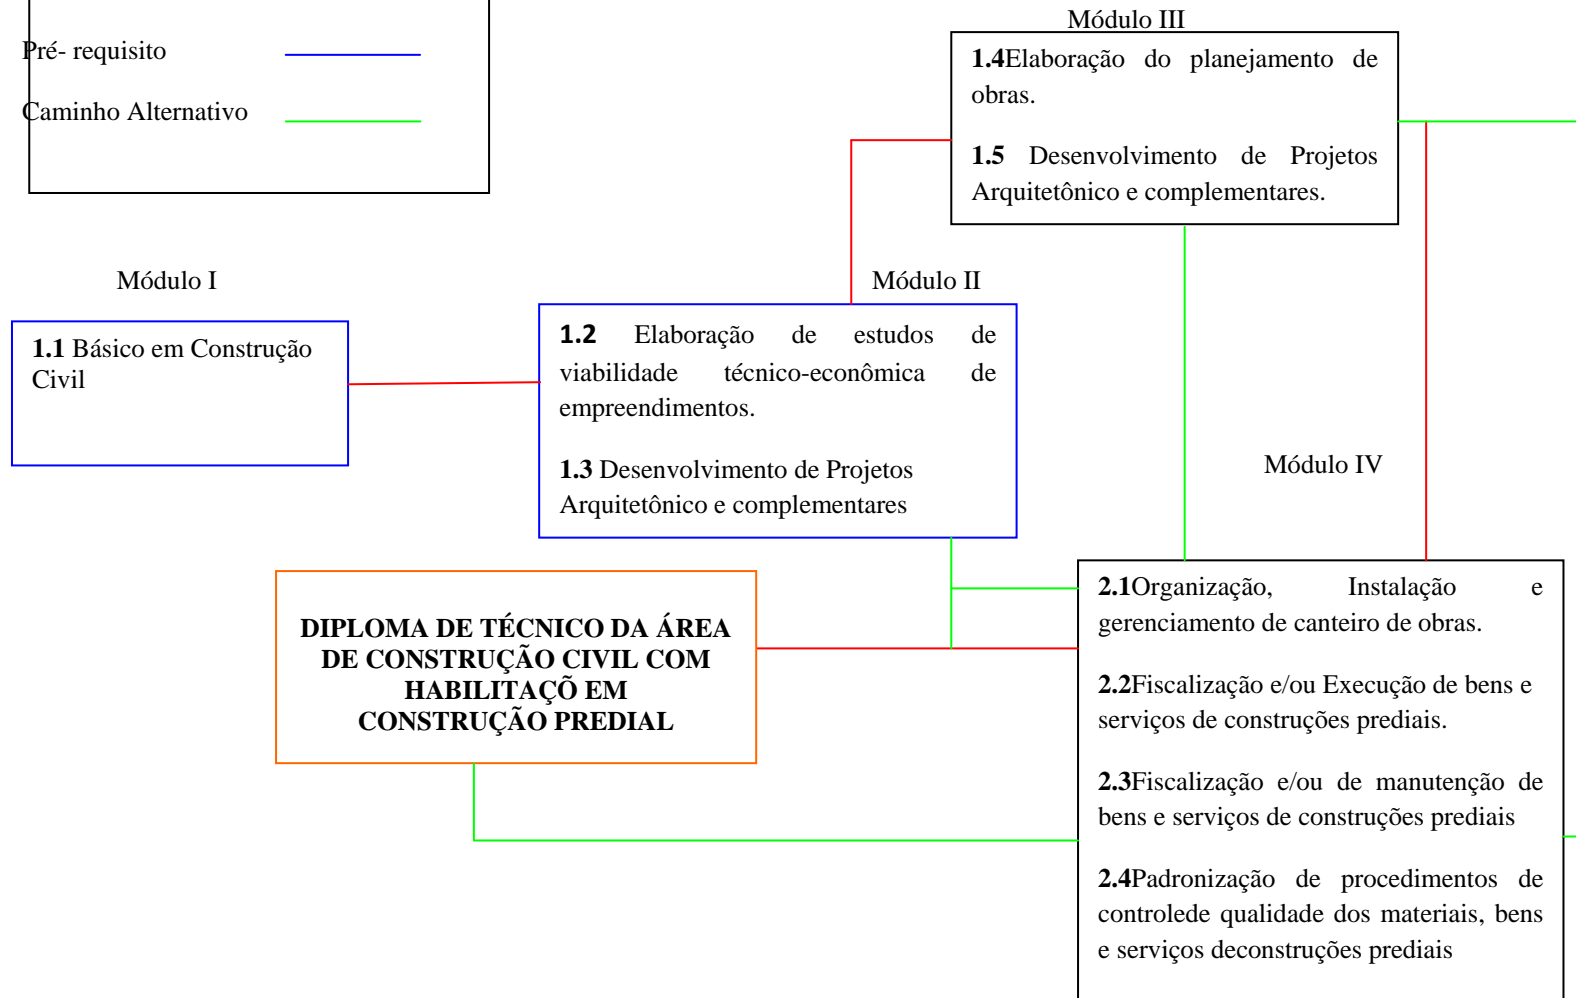 Pré- requisito
Caminho Alternativo
Módulo III
1.4Elaboração do planejamento de
obras.
1.5 Desenvolvimento de Projetos
Arquitetônico e complementares.
Módulo I
1.1 Básico em Construção
Civil
Módulo II
1.2 Elaboração de estudos de
viabilidade técnico-econômica de
empreendimentos.
1.3 Desenvolvimento de Projetos
Arquitetônico e complementares
Módulo IV
2.1Organização, Instalação e
gerenciamento de canteiro de obras.
2.2Fiscalização e/ou Execução de bens e
serviços de construções prediais.
2.3Fiscalização e/ou de manutenção de
bens e serviços de construções prediais
2.4Padronização de procedimentos de
controlede qualidade dos materiais, bens
e serviços deconstruções prediais
DIPLOMA DE TÉCNICO DA ÁREA
DE CONSTRUÇÃO CIVIL COM
HABILITAÇÕ EM
CONSTRUÇÃO PREDIAL